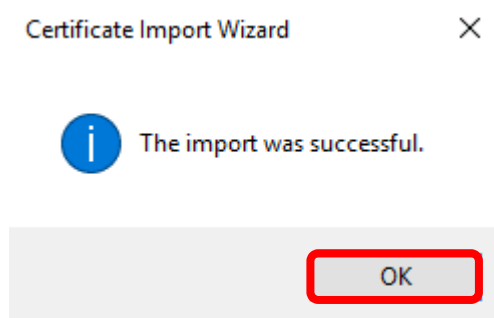 Certificate Import Wizard
The import was successful.
OK